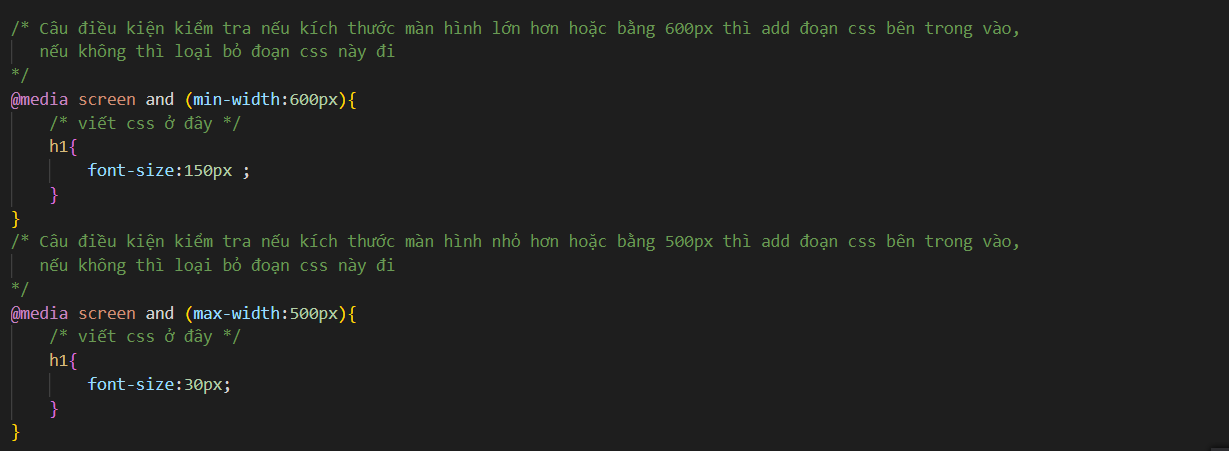 /* Câu điều kiện kiểm tra nếu kích thước màn hình lớn hơn hoặc bằng 600px thì add đoạn css bên trong vào,
nếu không thì loại bỏ đoạn css này đi
*/
@media screen and (min-width:600px){
/* viết css ở đây */
h1{
font-size:150px ;
}
}
/* Câu điều kiện kiểm tra nếu kích thước màn hình nhỏ hơn hoặc bằng 500px thì add đoạn css bên trong vào,
nếu không thì loại bỏ đoạn css này đi
*/
@media screen and (max-width:500px){
/* viết css ở đây */
h1{
font-size:30px;
}
}